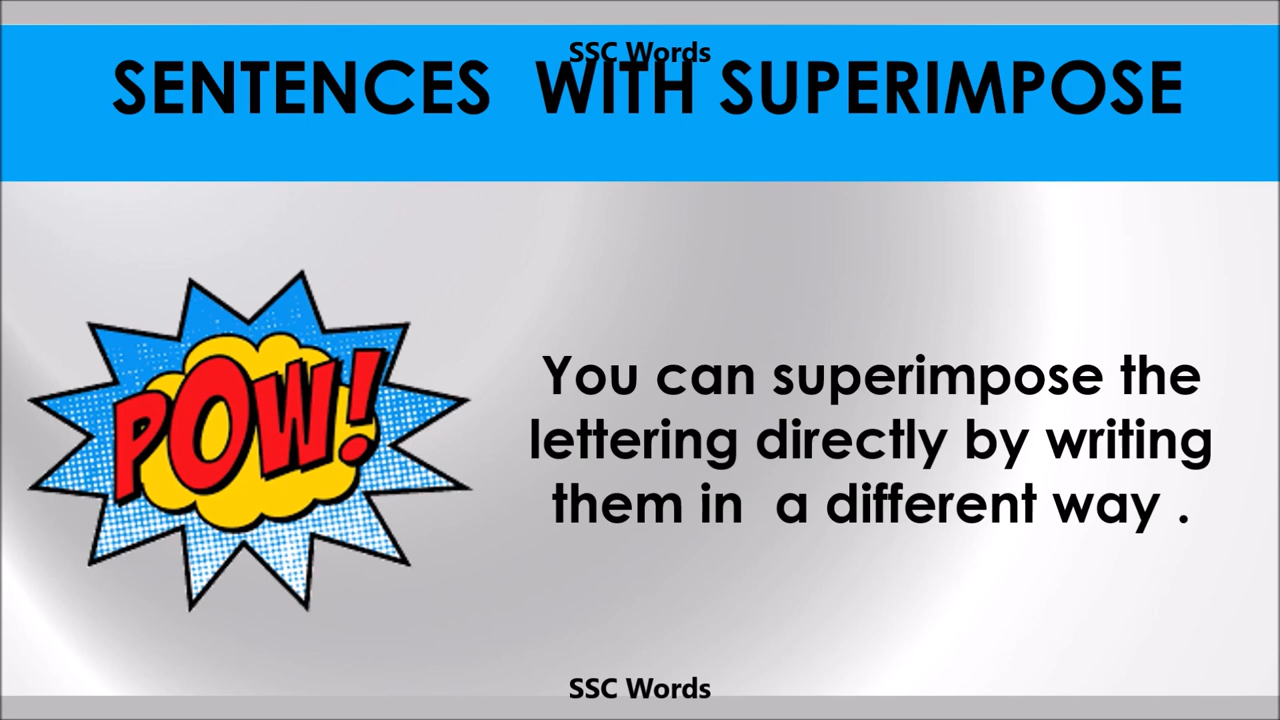 SSC Words
SENTENCES  WITH SUPERIMPOSE
POW!
You can superimpose the
lettering directly by writing
them in  a different way .
SSC Words